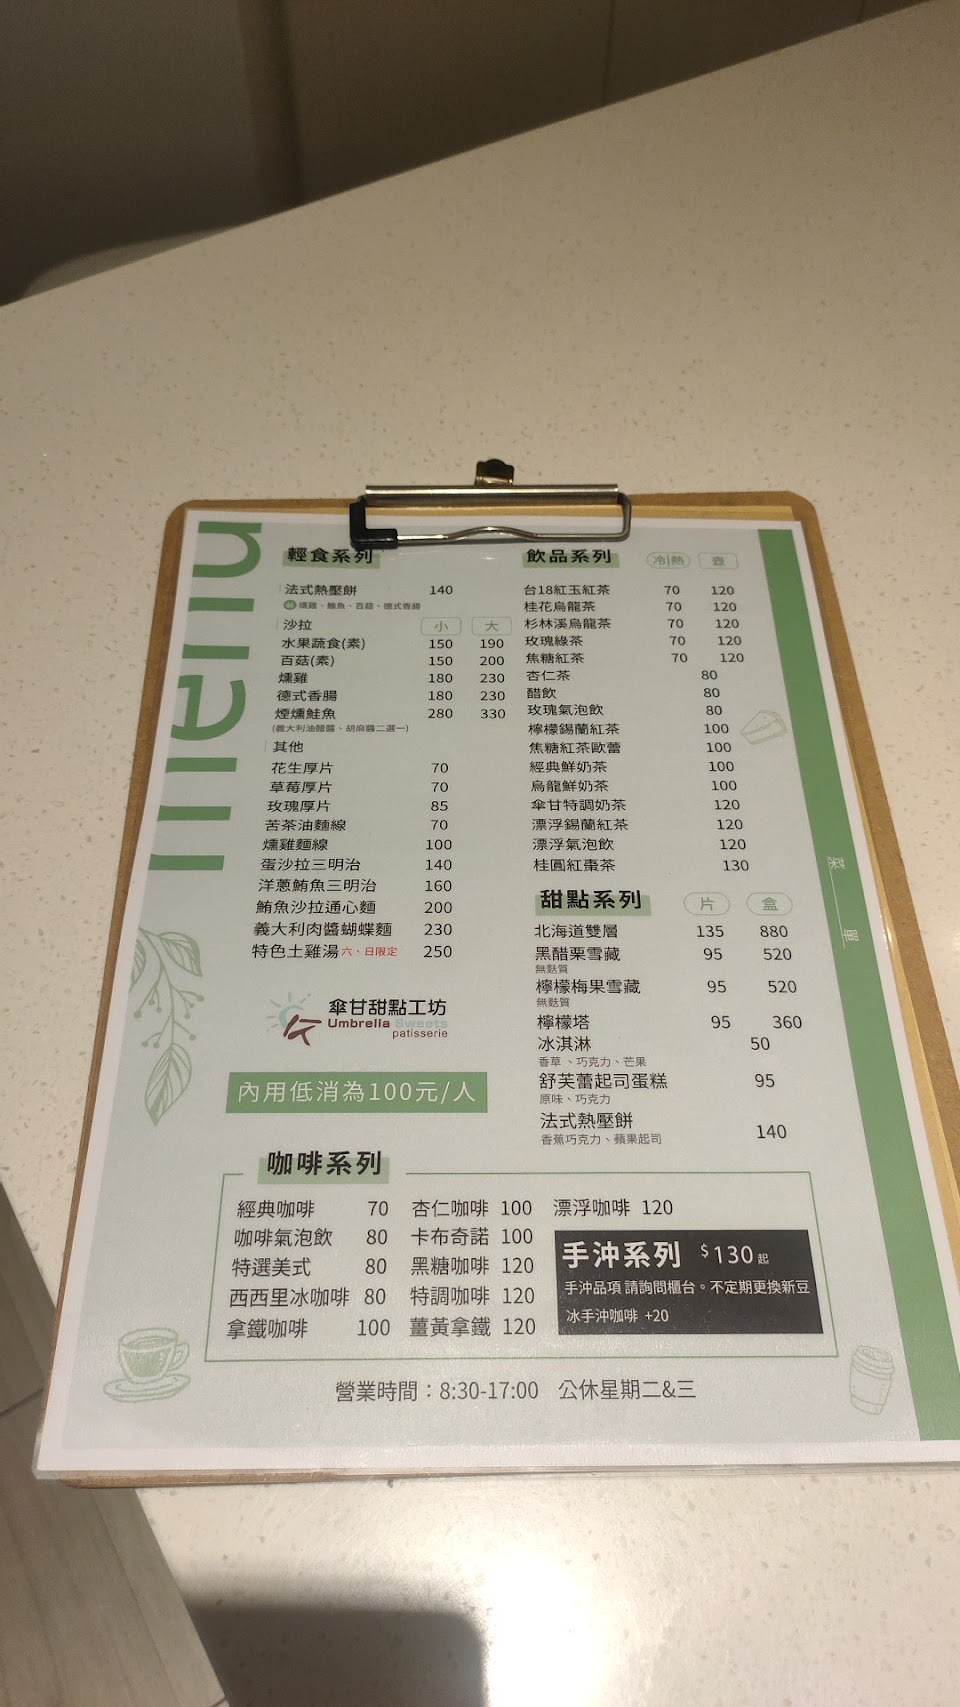 menu
輕食系列
法式熱壓餅 140
燻雞、鮪魚、百菇、德式香腸
沙拉 小 大
水果蔬食(素) 150 190
百菇(素) 150 200
燻雞 180 230
德式香腸 180 230
煙燻鮭魚 280 330
(義大利油醋醬、胡麻醬二選一)
其他
花生厚片 70
草莓厚片 70
玫瑰厚片 85
苦茶油麵線 70
燻雞麵線 100
蛋沙拉三明治 140
洋蔥鮪魚三明治 160
鮪魚沙拉通心麵 200
義大利肉醬蝴蝶麵 230
特色土雞湯 六、日限定 250
傘甘甜點工坊
Umbrella Sweets
patisserie
內用低消為100元/人
飲品系列 冷|熱 壺
台18紅玉紅茶 70 120
桂花烏龍茶 70 120
杉林溪烏龍茶 70 120
玫瑰綠茶 70 120
焦糖紅茶 70 120
杏仁茶 80
醋飲 80
玫瑰氣泡飲 80
檸檬錫蘭紅茶 100
焦糖紅茶歐蕾 100
經典鮮奶茶 100
烏龍鮮奶茶 100
傘甘特調奶茶 120
漂浮錫蘭紅茶 120
漂浮氣泡飲 120
桂圓紅棗茶 130
甜點系列 片 盒
北海道雙層 135 880
黑醋栗雪藏 95 520
無麩質
檸檬梅果雪藏 95 520
無麩質
檸檬塔 95 360
冰淇淋 50
香草、巧克力、芒果
舒芙蕾起司蛋糕 95
原味、巧克力
法式熱壓餅 140
香蕉巧克力、蘋果起司
菜單
咖啡系列
經典咖啡 70 杏仁咖啡 100 漂浮咖啡 120
咖啡氣泡飲 80 卡布奇諾 100
特選美式 80 黑糖咖啡 120
西西里冰咖啡 80 特調咖啡 120
拿鐵咖啡 100 薑黃拿鐵 120
手沖系列 $130起
手沖品項 請詢問櫃台。不定期更換新豆
冰手沖咖啡 +20
營業時間：8:30-17:00 公休星期二&三